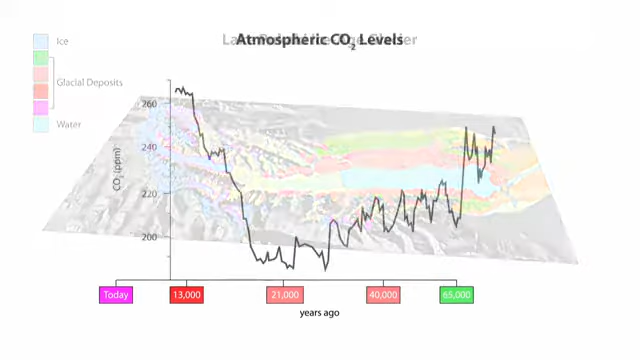 Atmospheric CO₂ Levels
Ice
Glacial Deposits
Water
260
240
220
200
CO₂ (ppm)
Today
13,000
21,000
40,000
65,000
years ago